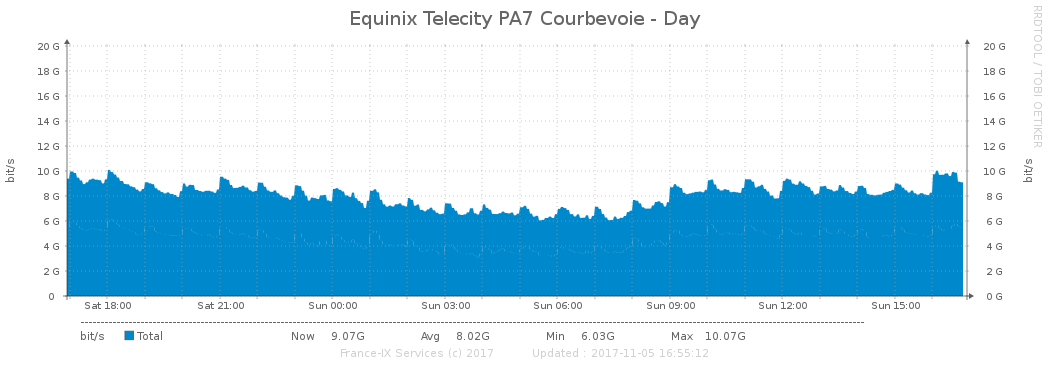 Equinix Telecity PA7 Courbevoie - Day
RRDTOOL / TOBI OETIKER
bit/s
20 G 20 G
18 G 18 G
16 G 16 G
14 G 14 G
12 G 12 G
10 G 10 G
8 G 8 G
6 G 6 G
4 G 4 G
2 G 2 G
0 0 G
bit/s
Sat 18:00 Sat 21:00 Sun 00:00 Sun 03:00 Sun 06:00 Sun 09:00 Sun 12:00 Sun 15:00
bit/s Total Now 9.07G Avg 8.02G Min 6.03G Max 10.07G
France-IX Services (c) 2017 Updated : 2017-11-05 16:55:12